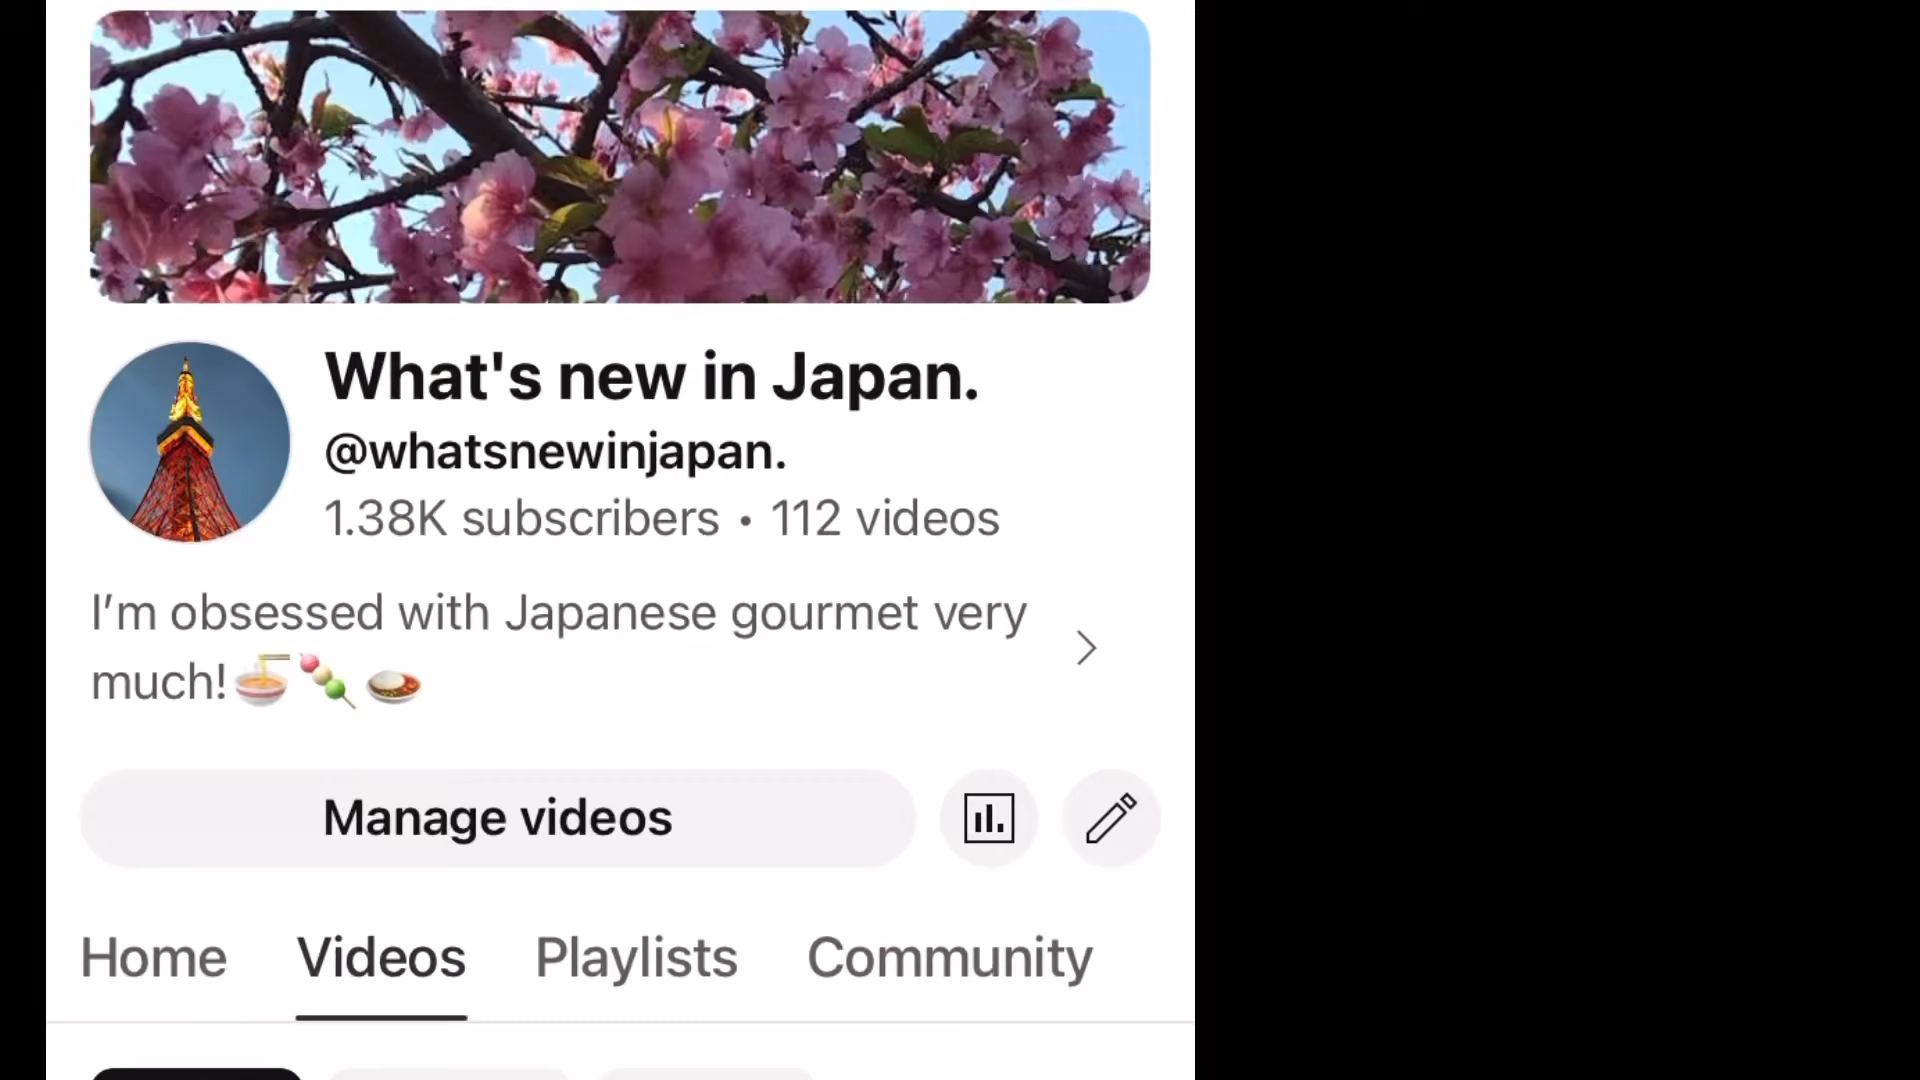 What's new in Japan.
@whatsnewinjapan.
1.38K subscribers • 112 videos
I’m obsessed with Japanese gourmet very
much!🍜🍡🍛
Manage videos
Home Videos Playlists Community